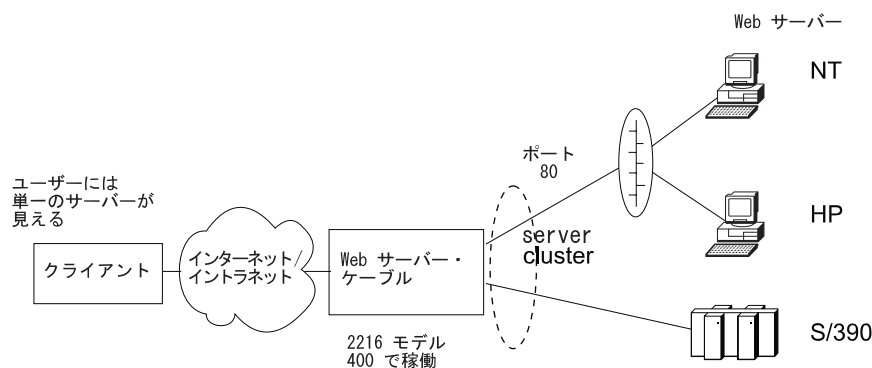 Web サーバー
NT
ポート
80
ユーザーには
単一のサーバーが
見える
HP
server
cluster
クライアント
インターネット/
イントラネット
Web サーバー・
ケーブル
S/390
2216 モデル
400 で稼働